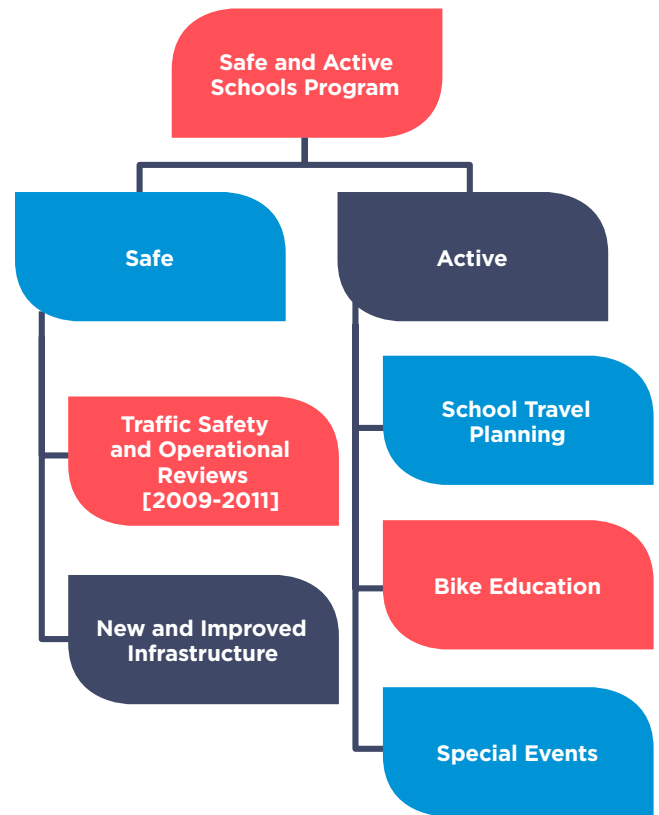 Safe and Active
Schools Program
Safe
Active
Traffic Safety
and Operational
Reviews
[2009-2011]
New and Improved
Infrastructure
School Travel
Planning
Bike Education
Special Events